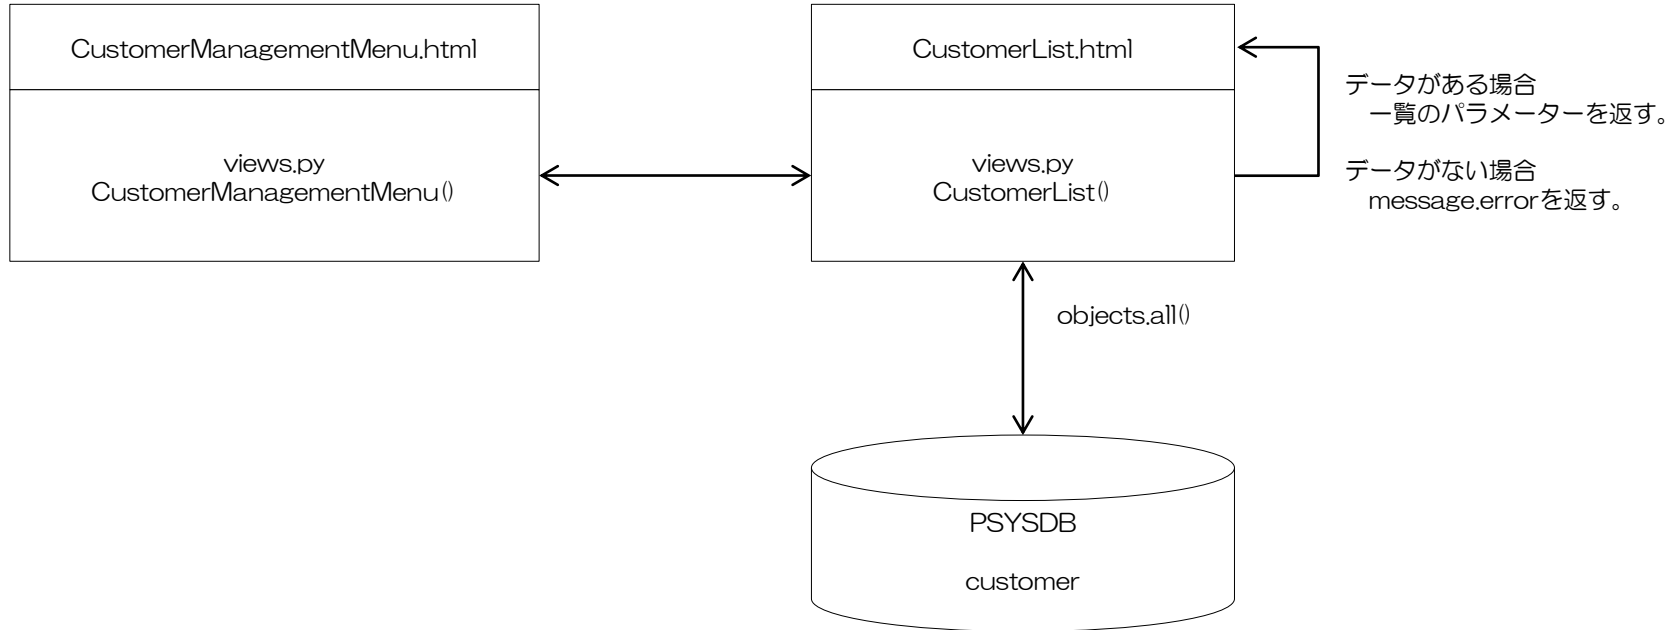 CustomerManagementMenu.html
views.py
CustomerManagementMenu()
CustomerList.html
views.py
CustomerList()
データがある場合
一覧のパラメーターを返す。
データがない場合
message.errorを返す。
objects.all()
PSYSDB
customer